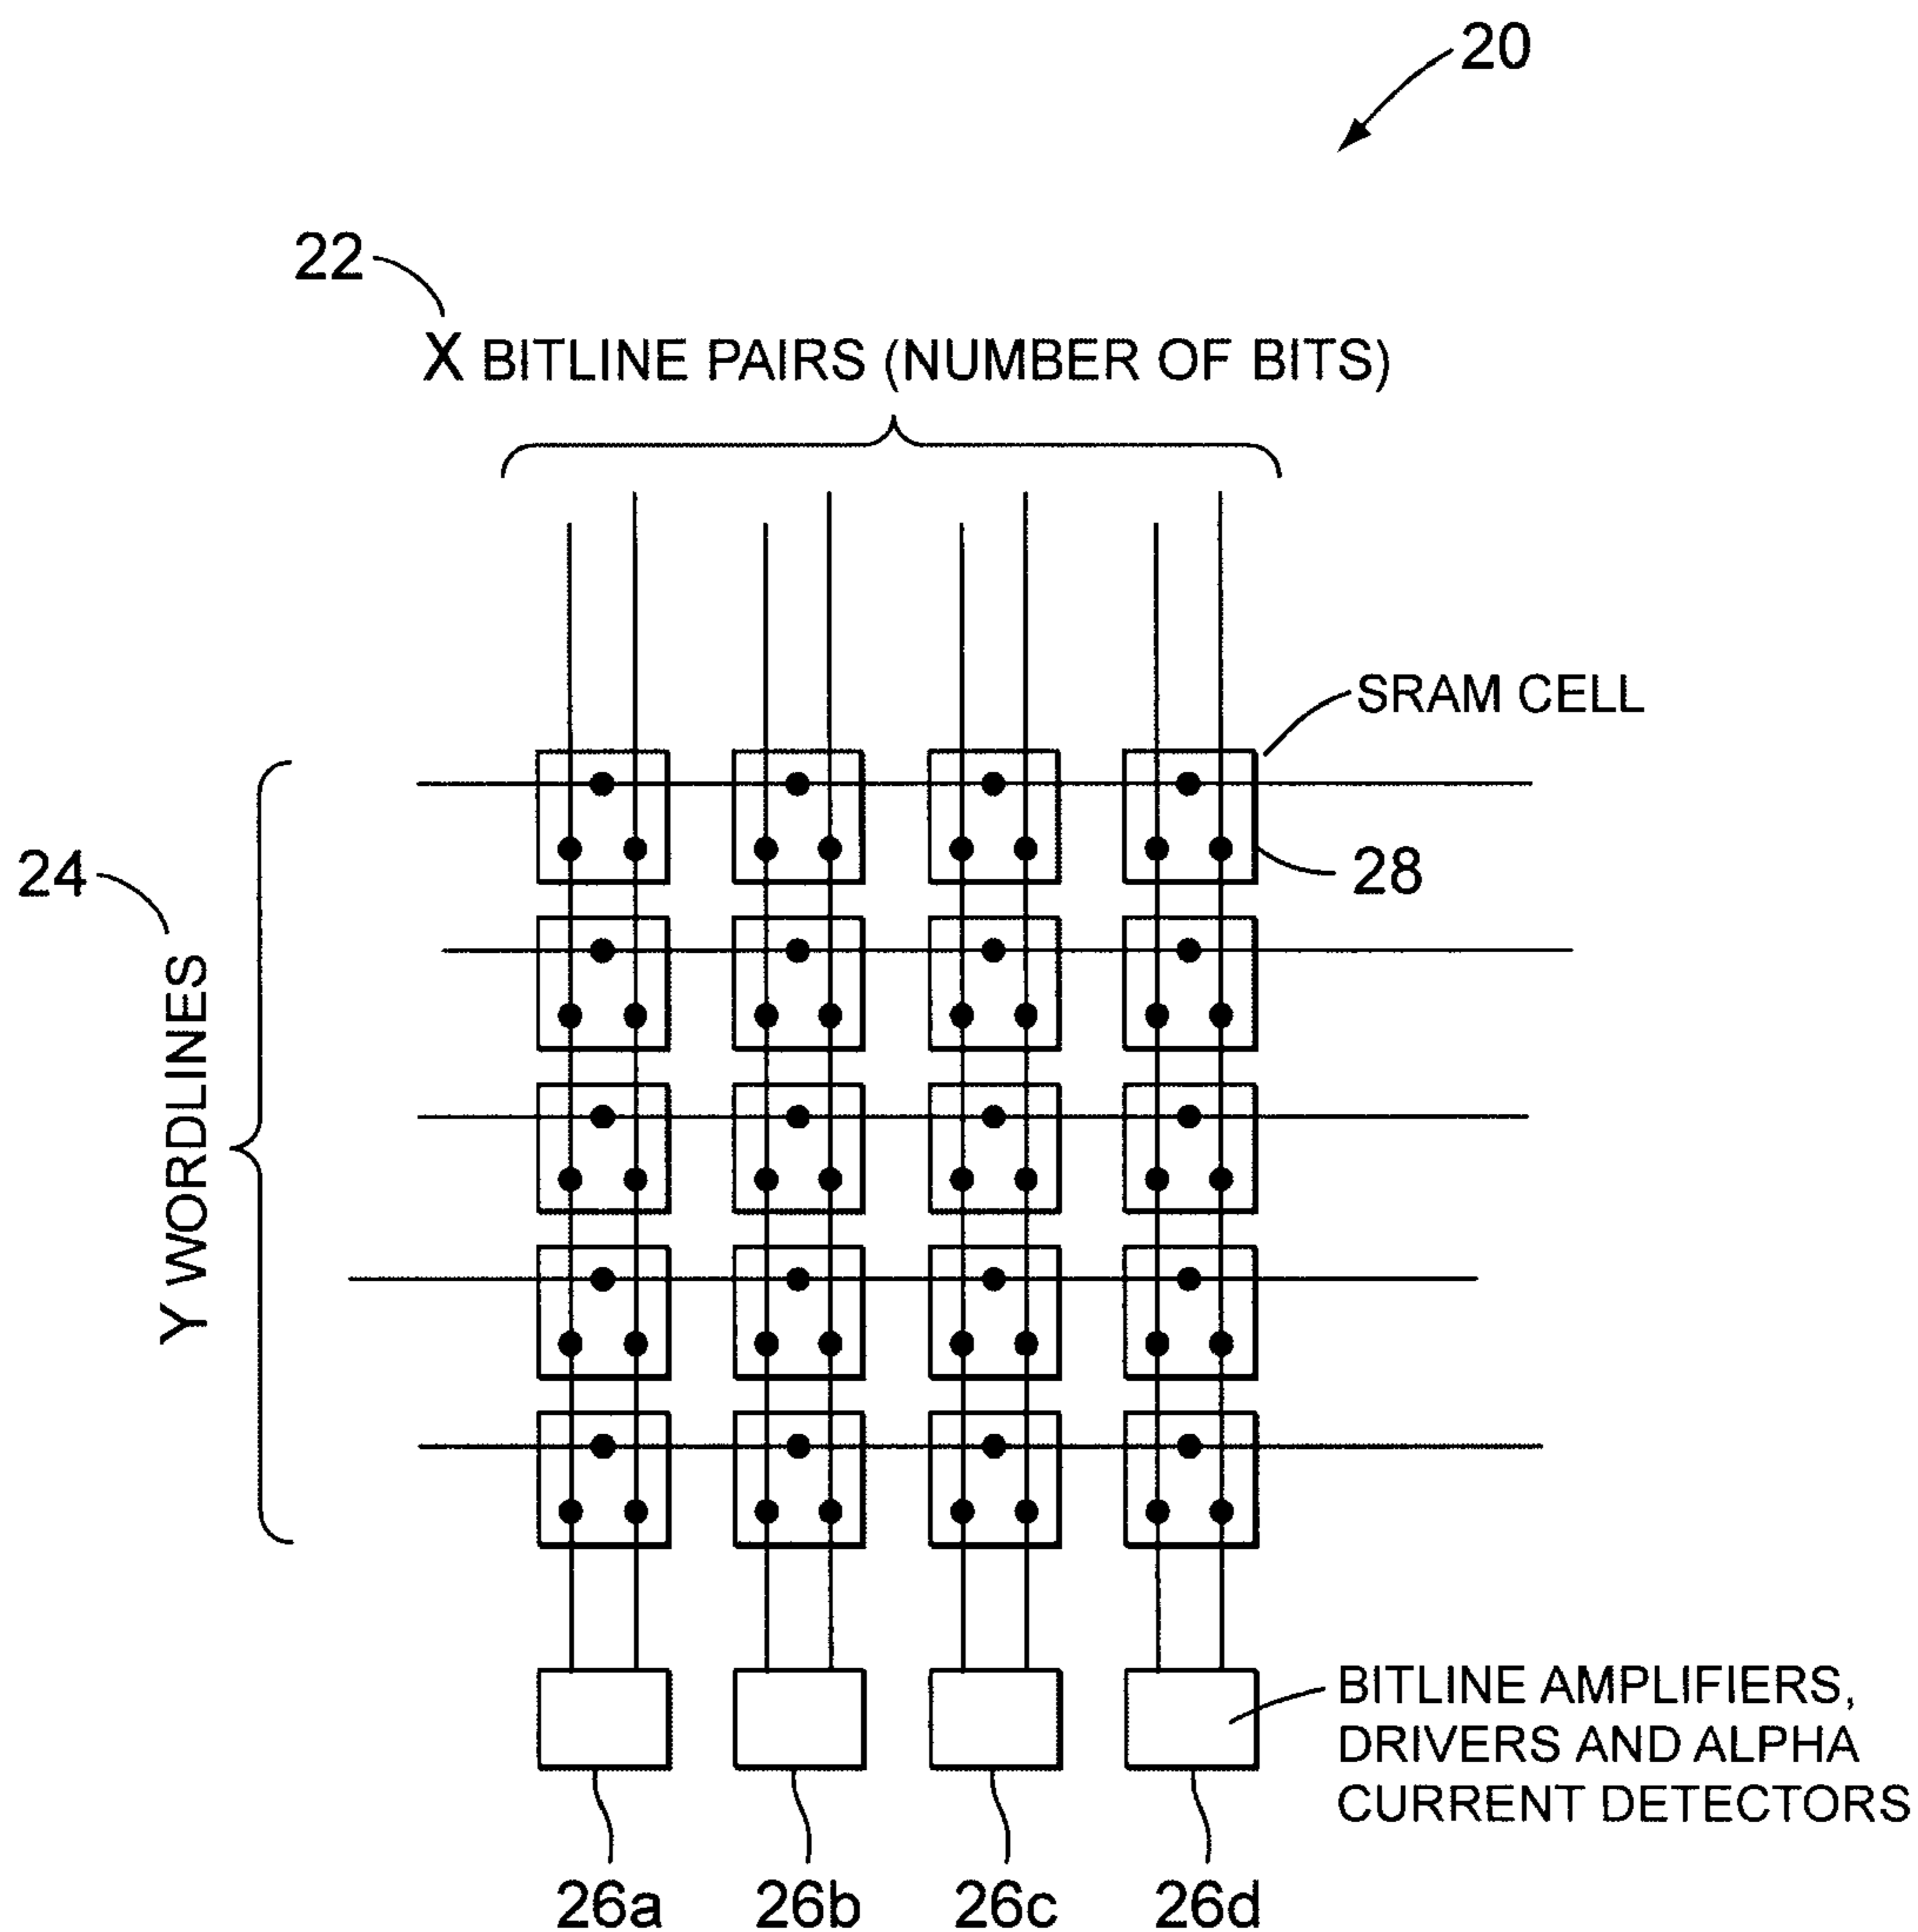 20
22
X BITLINE PAIRS (NUMBER OF BITS)
SRAM CELL
24
28
Y WORDLINES
BITLINE AMPLIFIERS,
DRIVERS AND ALPHA
CURRENT DETECTORS
26a
26b
26c
26d